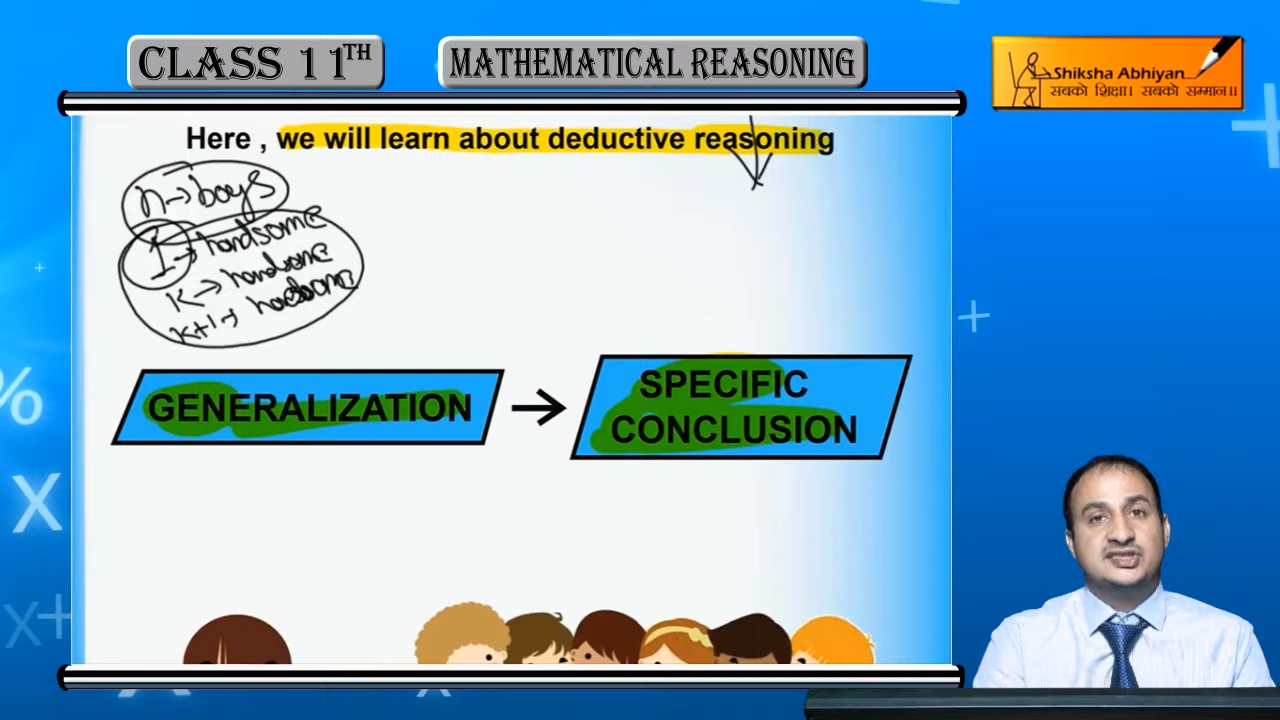 CLASS 11TH
MATHEMATICAL REASONING
Shiksha Abhiyan
सबको शिक्षा। सबको सम्मान॥
Here , we will learn about deductive reasoning
n → boys
1 → handsome
K → handsome
K+1 → handsome
GENERALIZATION → SPECIFIC
CONCLUSION
%
X
X+